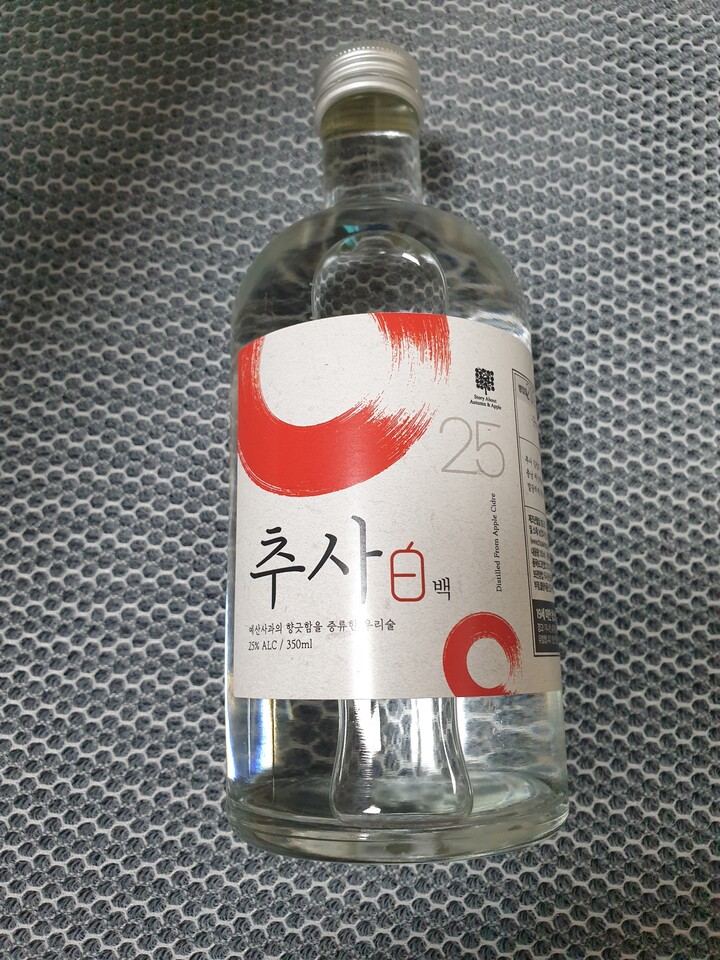 Story About
Autumn & Apple
25
Distilled From Apple Cidre
추사 白 백
예산사과의 향긋함을 증류한 우리술
25% ALC / 350ml